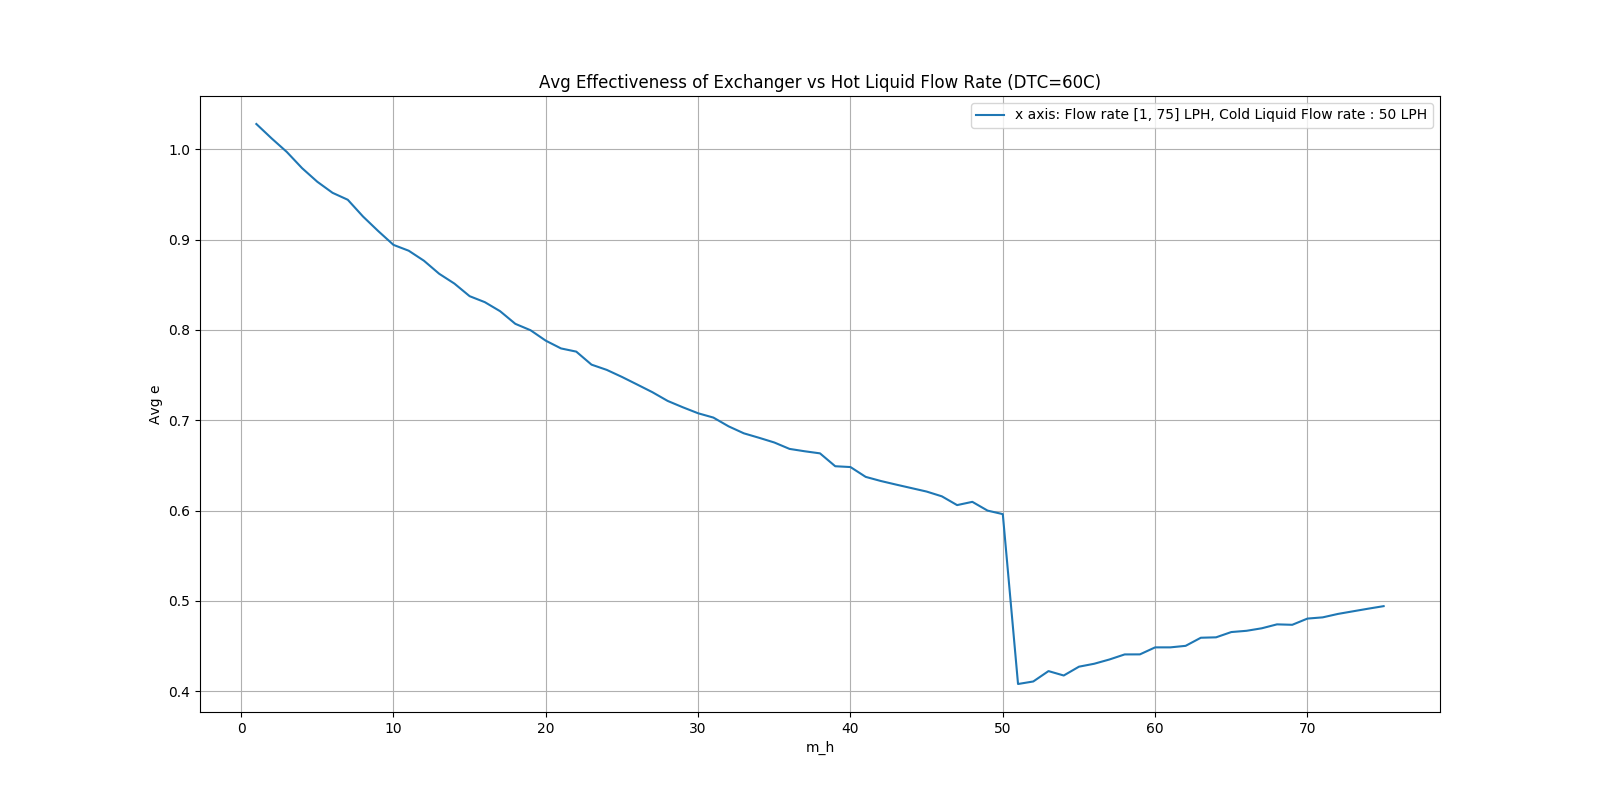 Avg Effectiveness of Exchanger vs Hot Liquid Flow Rate (DTC=60C)
x axis: Flow rate [1, 75] LPH, Cold Liquid Flow rate : 50 LPH
1.0
0.9
0.8
0.7
0.6
0.5
0.4
Avg e
0 10 20 30 40 50 60 70
m_h